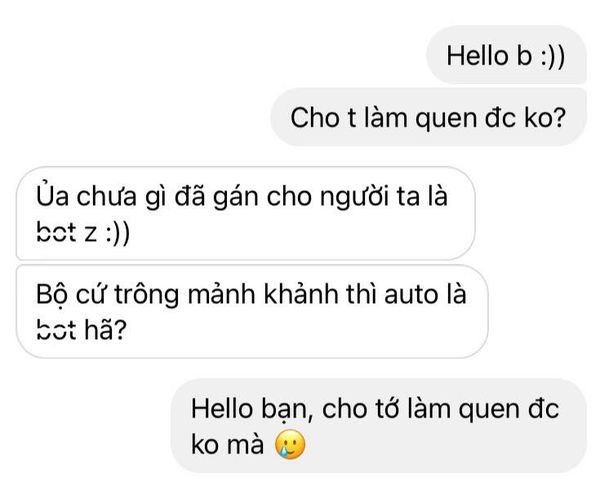 Hello b :))
Cho t làm quen đc ko?
Ủa chưa gì đã gán cho người ta là
bot z :))
Bộ cứ trông mảnh khảnh thì auto là
bot hã?
Hello bạn, cho tớ làm quen đc
ko mà 🥲